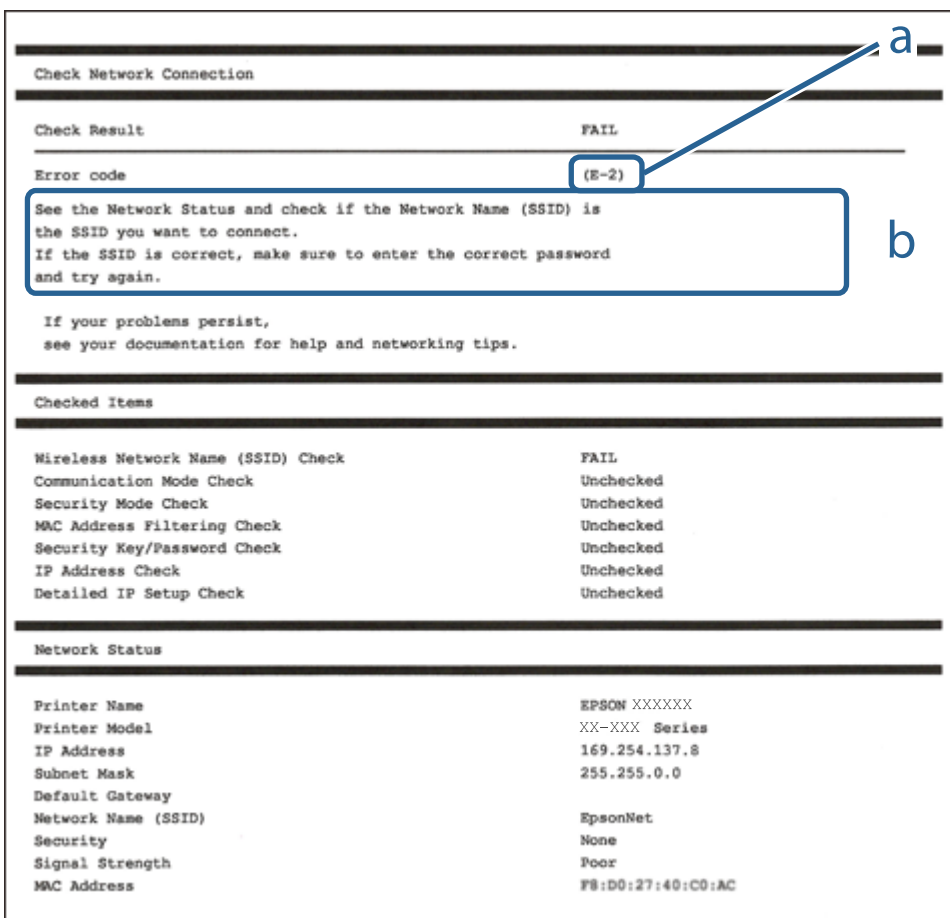 a
Check Network Connection
Check Result FAIL
Error code (E-2)
See the Network Status and check if the Network Name (SSID) is
the SSID you want to connect.
If the SSID is correct, make sure to enter the correct password
and try again.
b
If your problems persist,
see your documentation for help and networking tips.
Checked Items
Wireless Network Name (SSID) Check FAIL
Communication Mode Check Unchecked
Security Mode Check Unchecked
MAC Address Filtering Check Unchecked
Security Key/Password Check Unchecked
IP Address Check Unchecked
Detailed IP Setup Check Unchecked
Network Status
Printer Name EPSON XXXXXX
Printer Model XX-XXX Series
IP Address 169.254.137.8
Subnet Mask 255.255.0.0
Default Gateway
Network Name (SSID) EpsonNet
Security None
Signal Strength Poor
MAC Address F8:D0:27:40:C0:AC